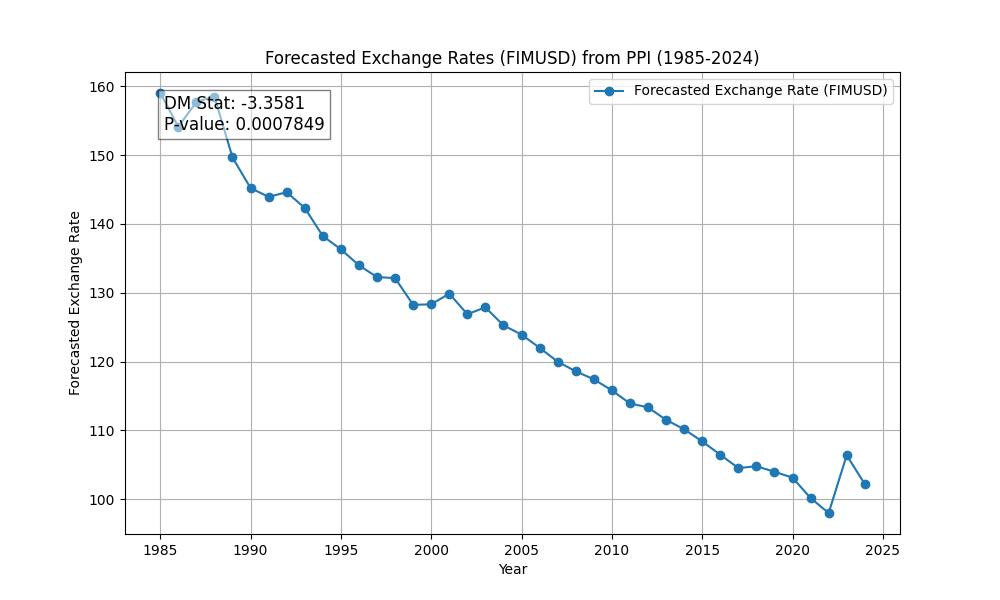 Forecasted Exchange Rates (FIMUSD) from PPI (1985-2024)
DM Stat: -3.3581
P-value: 0.0007849
Forecasted Exchange Rate (FIMUSD)
Forecasted Exchange Rate
160
150
140
130
120
110
100
1985 1990 1995 2000 2005 2010 2015 2020 2025
Year